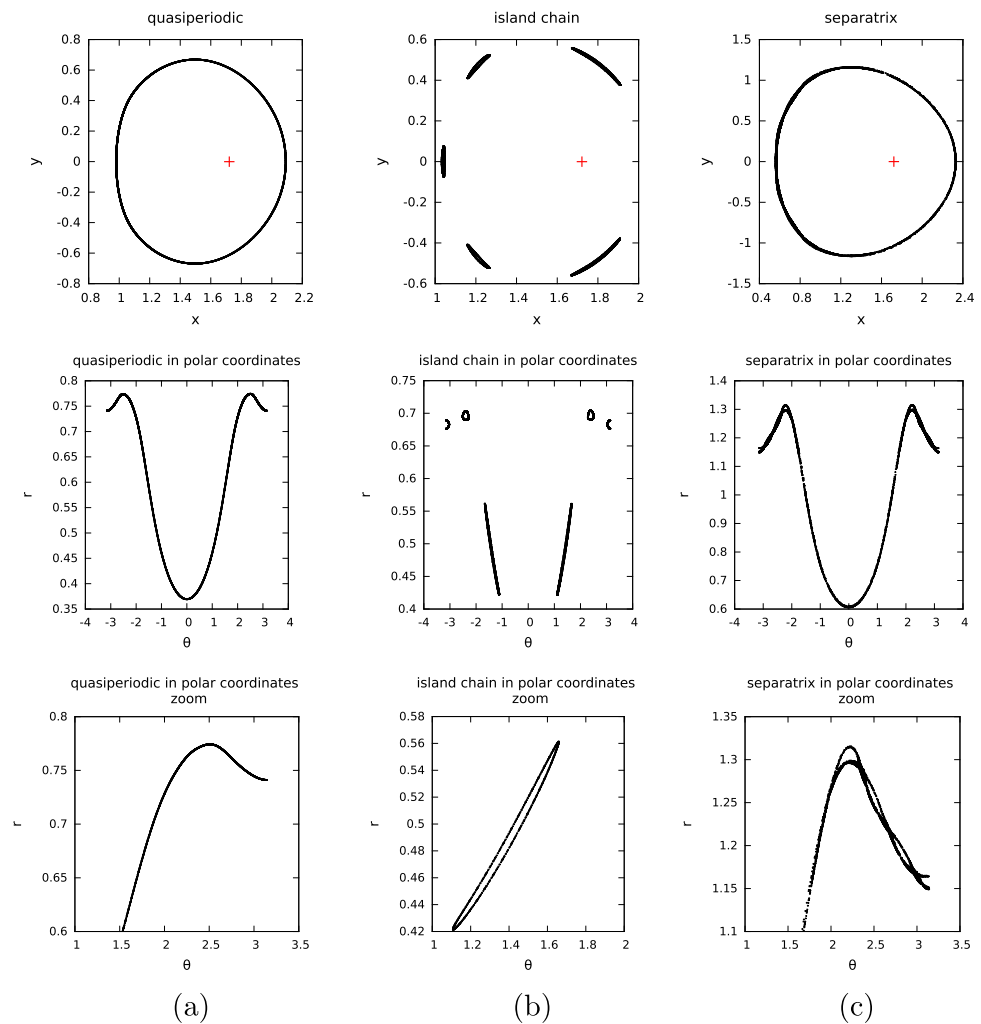 quasiperiodic
island chain
separatrix
0.8
0.6
0.4
0.2
0
-0.2
-0.4
-0.6
-0.8
y
0.8 1 1.2 1.4 1.6 1.8 2 2.2
x
0.6
0.4
0.2
0
-0.2
-0.4
-0.6
y
1 1.2 1.4 1.6 1.8 2
x
1.5
1
0.5
0
-0.5
-1
-1.5
y
0.4 0.8 1.2 1.6 2 2.4
x
quasiperiodic in polar coordinates
island chain in polar coordinates
separatrix in polar coordinates
0.8
0.75
0.7
0.65
0.6
0.55
0.5
0.45
0.4
0.35
r
-4 -3 -2 -1 0 1 2 3 4
θ
0.75
0.7
0.65
0.6
0.55
0.5
0.45
0.4
r
-4 -3 -2 -1 0 1 2 3 4
θ
1.4
1.3
1.2
1.1
1
0.9
0.8
0.7
0.6
r
-4 -3 -2 -1 0 1 2 3 4
θ
quasiperiodic in polar coordinates
zoom
island chain in polar coordinates
zoom
separatrix in polar coordinates
zoom
0.8
0.75
0.7
0.65
0.6
r
1 1.5 2 2.5 3 3.5
θ
0.58
0.56
0.54
0.52
0.5
0.48
0.46
0.44
0.42
r
1 1.2 1.4 1.6 1.8 2
θ
1.35
1.3
1.25
1.2
1.15
1.1
r
1 1.5 2 2.5 3 3.5
θ
(a)
(b)
(c)